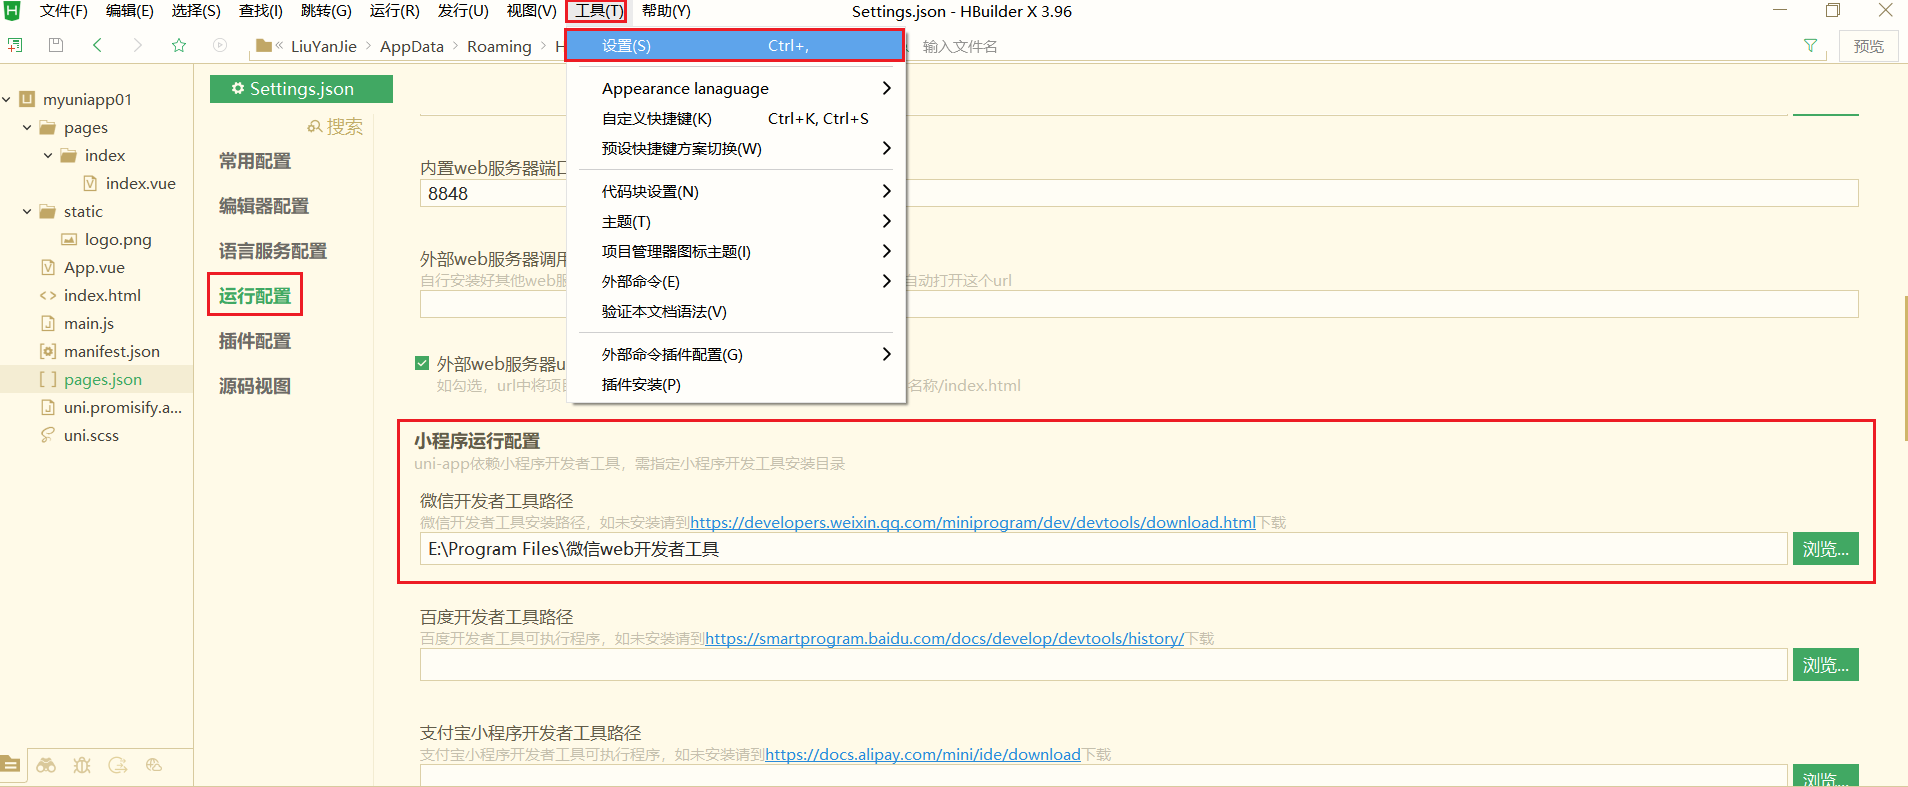 文件(F) 编辑(E) 选择(S) 查找(I) 跳转(G) 运行(R) 发行(U) 视图(V) 工具(T) 帮助(Y) Settings.json - HBuilder X 3.96
LiuYanJie > AppData > Roaming > H 输入文件名 预览
设置(S) Ctrl+,
Appearance lanaguage
自定义快捷键(K) Ctrl+K, Ctrl+S
预设快捷键方案切换(W)
代码块设置(N)
主题(T)
项目管理器图标主题(I)
外部命令(E)
验证本文档语法(V)
外部命令插件配置(G)
插件安装(P)
myuniapp01
pages
index
index.vue
static
logo.png
App.vue
index.html
main.js
manifest.json
pages.json
uni.promisify.a...
uni.scss
Settings.json
搜索
常用配置
编辑器配置
语言服务配置
运行配置
插件配置
源码视图
内置web服务器端口
8848
外部web服务器调用
自行安装好其他web服 自动打开这个url
外部web服务器u
如勾选，url中将项目 名称/index.html
小程序运行配置
uni-app依赖小程序开发者工具，需指定小程序开发工具安装目录
微信开发者工具路径
微信开发者工具安装路径，如未安装请到https://developers.weixin.qq.com/miniprogram/dev/devtools/download.html下载
E:\Program Files\微信web开发者工具 浏览...
百度开发者工具路径
百度开发者工具可执行程序，如未安装请到https://smartprogram.baidu.com/docs/develop/devtools/history/下载
浏览...
支付宝小程序开发者工具路径
支付宝小程序开发者工具可执行程序，如未安装请到https://docs.alipay.com/mini/ide/download下载
浏览...